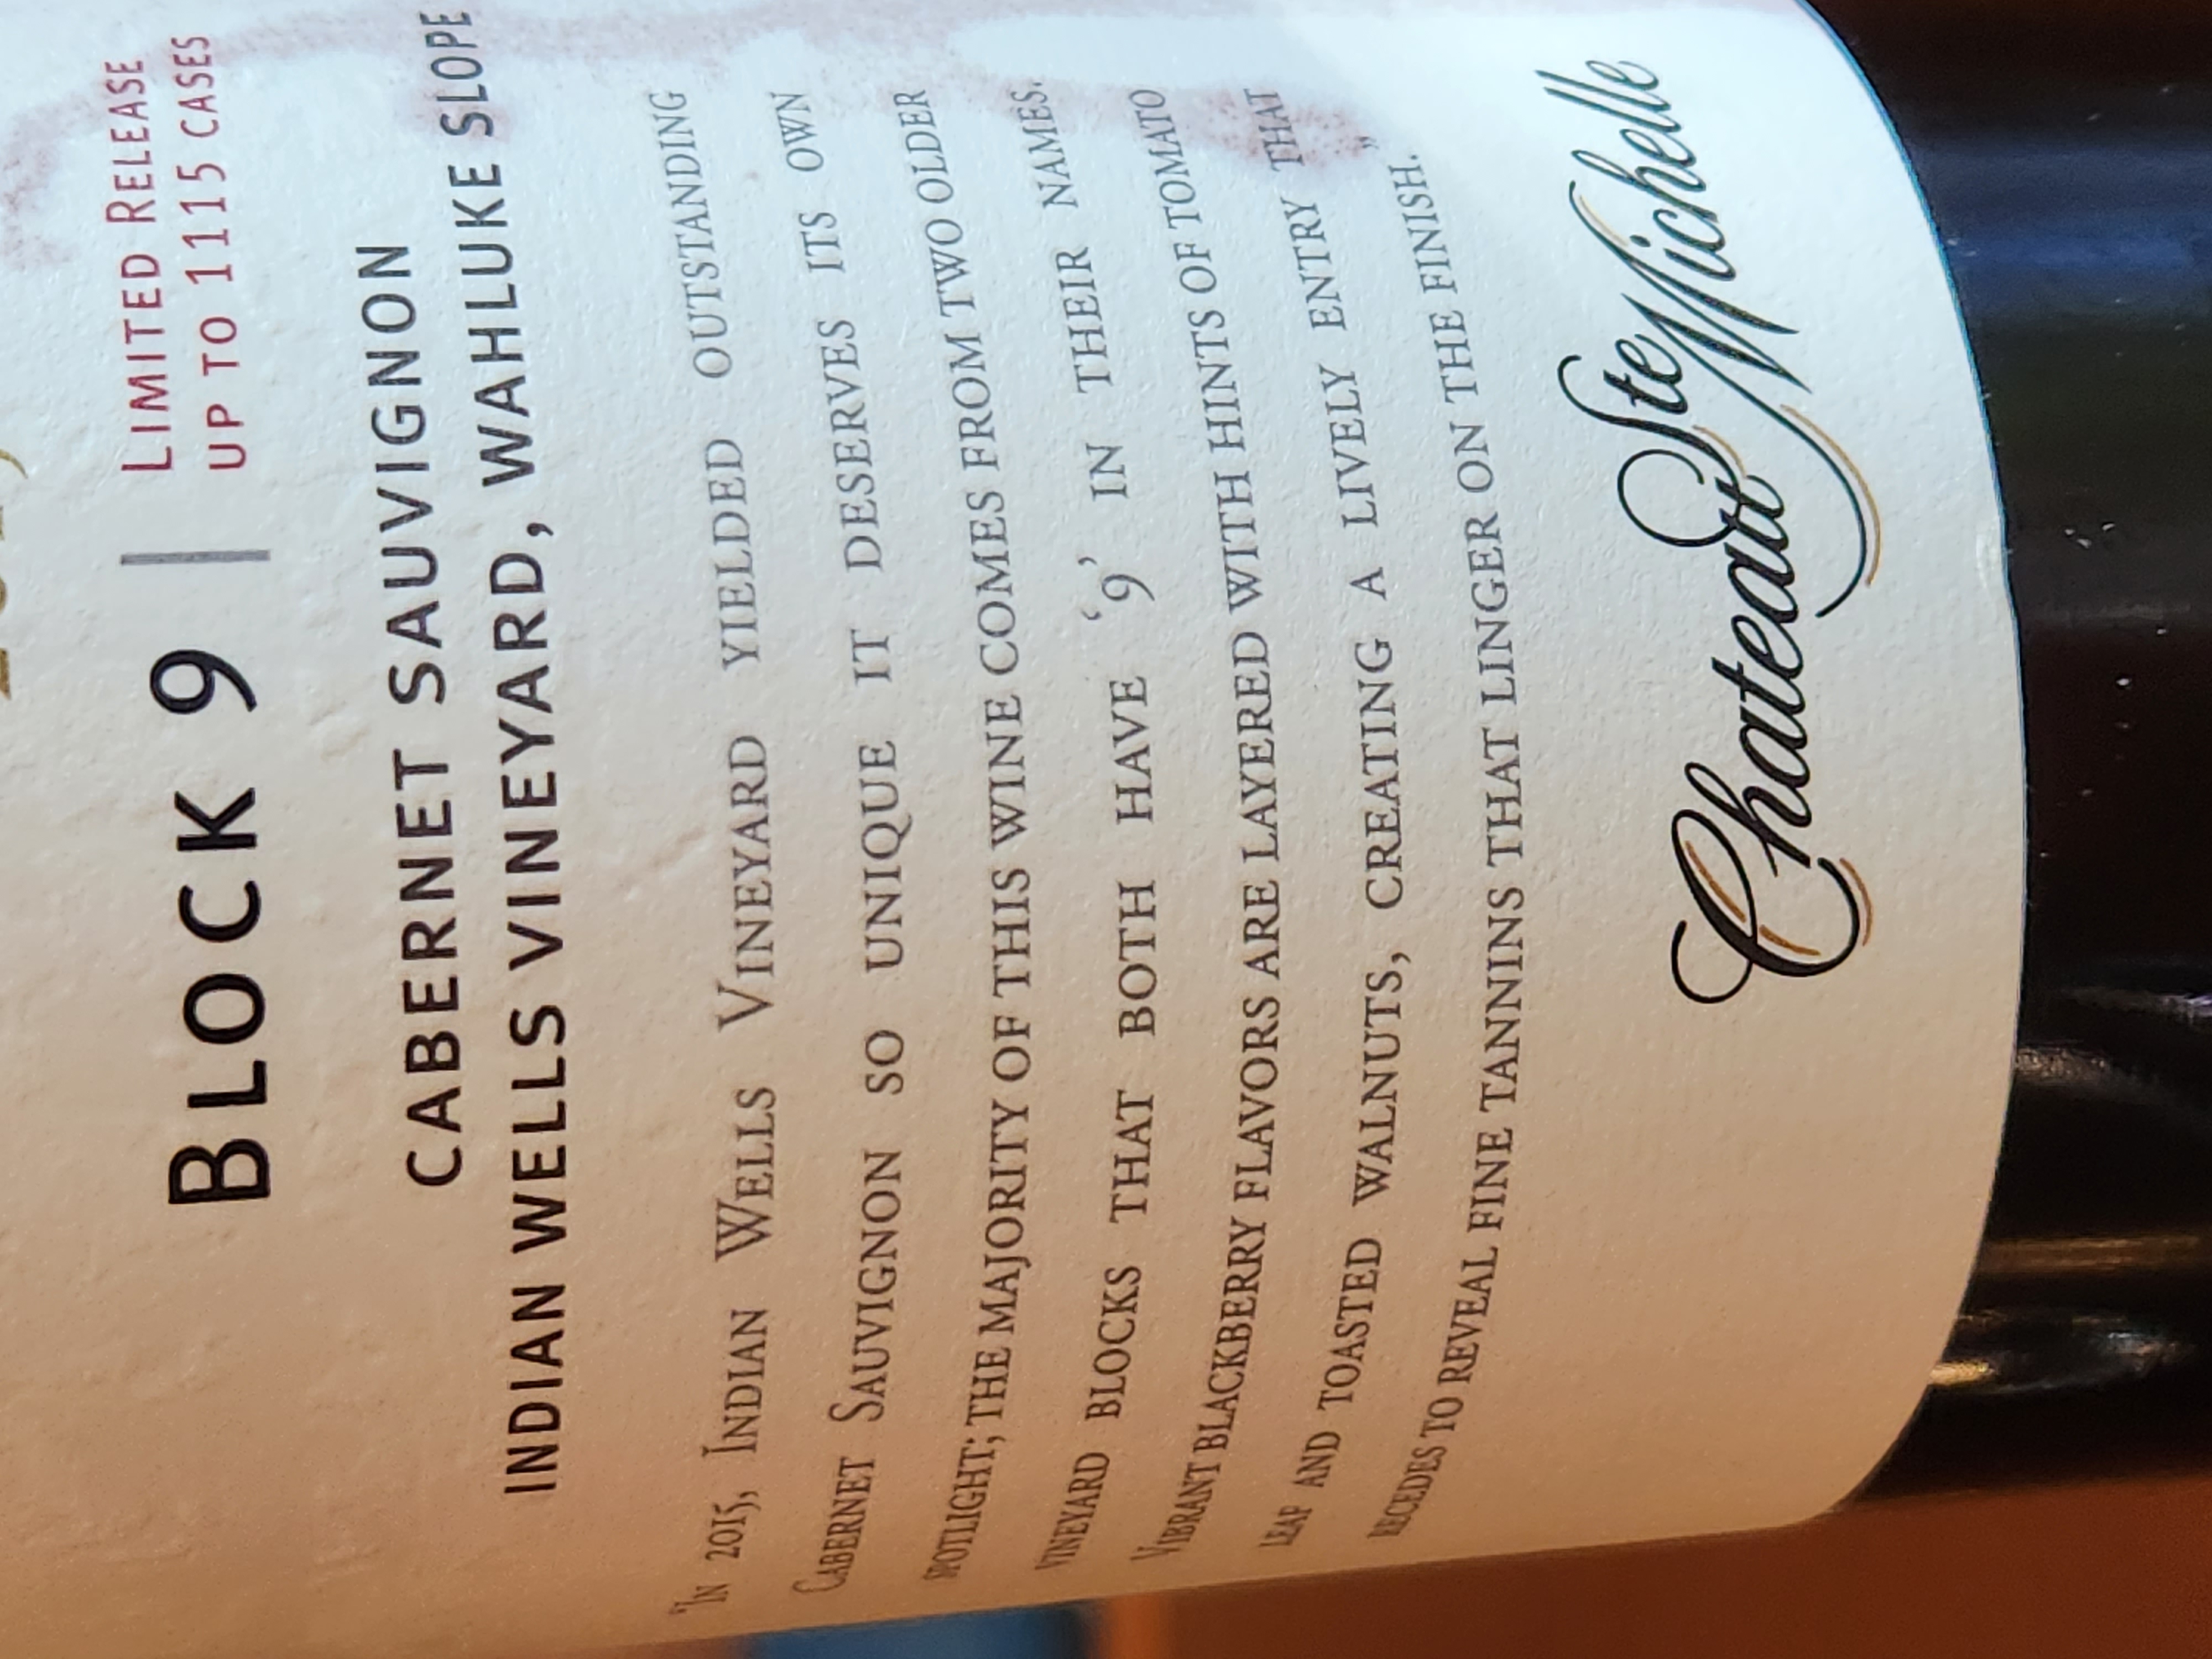 BLOCK 9 | LIMITED RELEASE
UP TO 1115 CASES
CABERNET SAUVIGNON
INDIAN WELLS VINEYARD, WAHLUKE SLOPE
"IN 2015, INDIAN WELLS VINEYARD YIELDED OUTSTANDING
CABERNET SAUVIGNON SO UNIQUE IT DESERVES ITS OWN
SPOTLIGHT; THE MAJORITY OF THIS WINE COMES FROM TWO OLDER
VINEYARD BLOCKS THAT BOTH HAVE ‘9’ IN THEIR NAMES.
VIBRANT BLACKBERRY FLAVORS ARE LAYERED WITH HINTS OF TOMATO
LEAF AND TOASTED WALNUTS, CREATING A LIVELY ENTRY THAT
RECEDES TO REVEAL FINE TANNINS THAT LINGER ON THE FINISH."
Chateau Ste Michelle